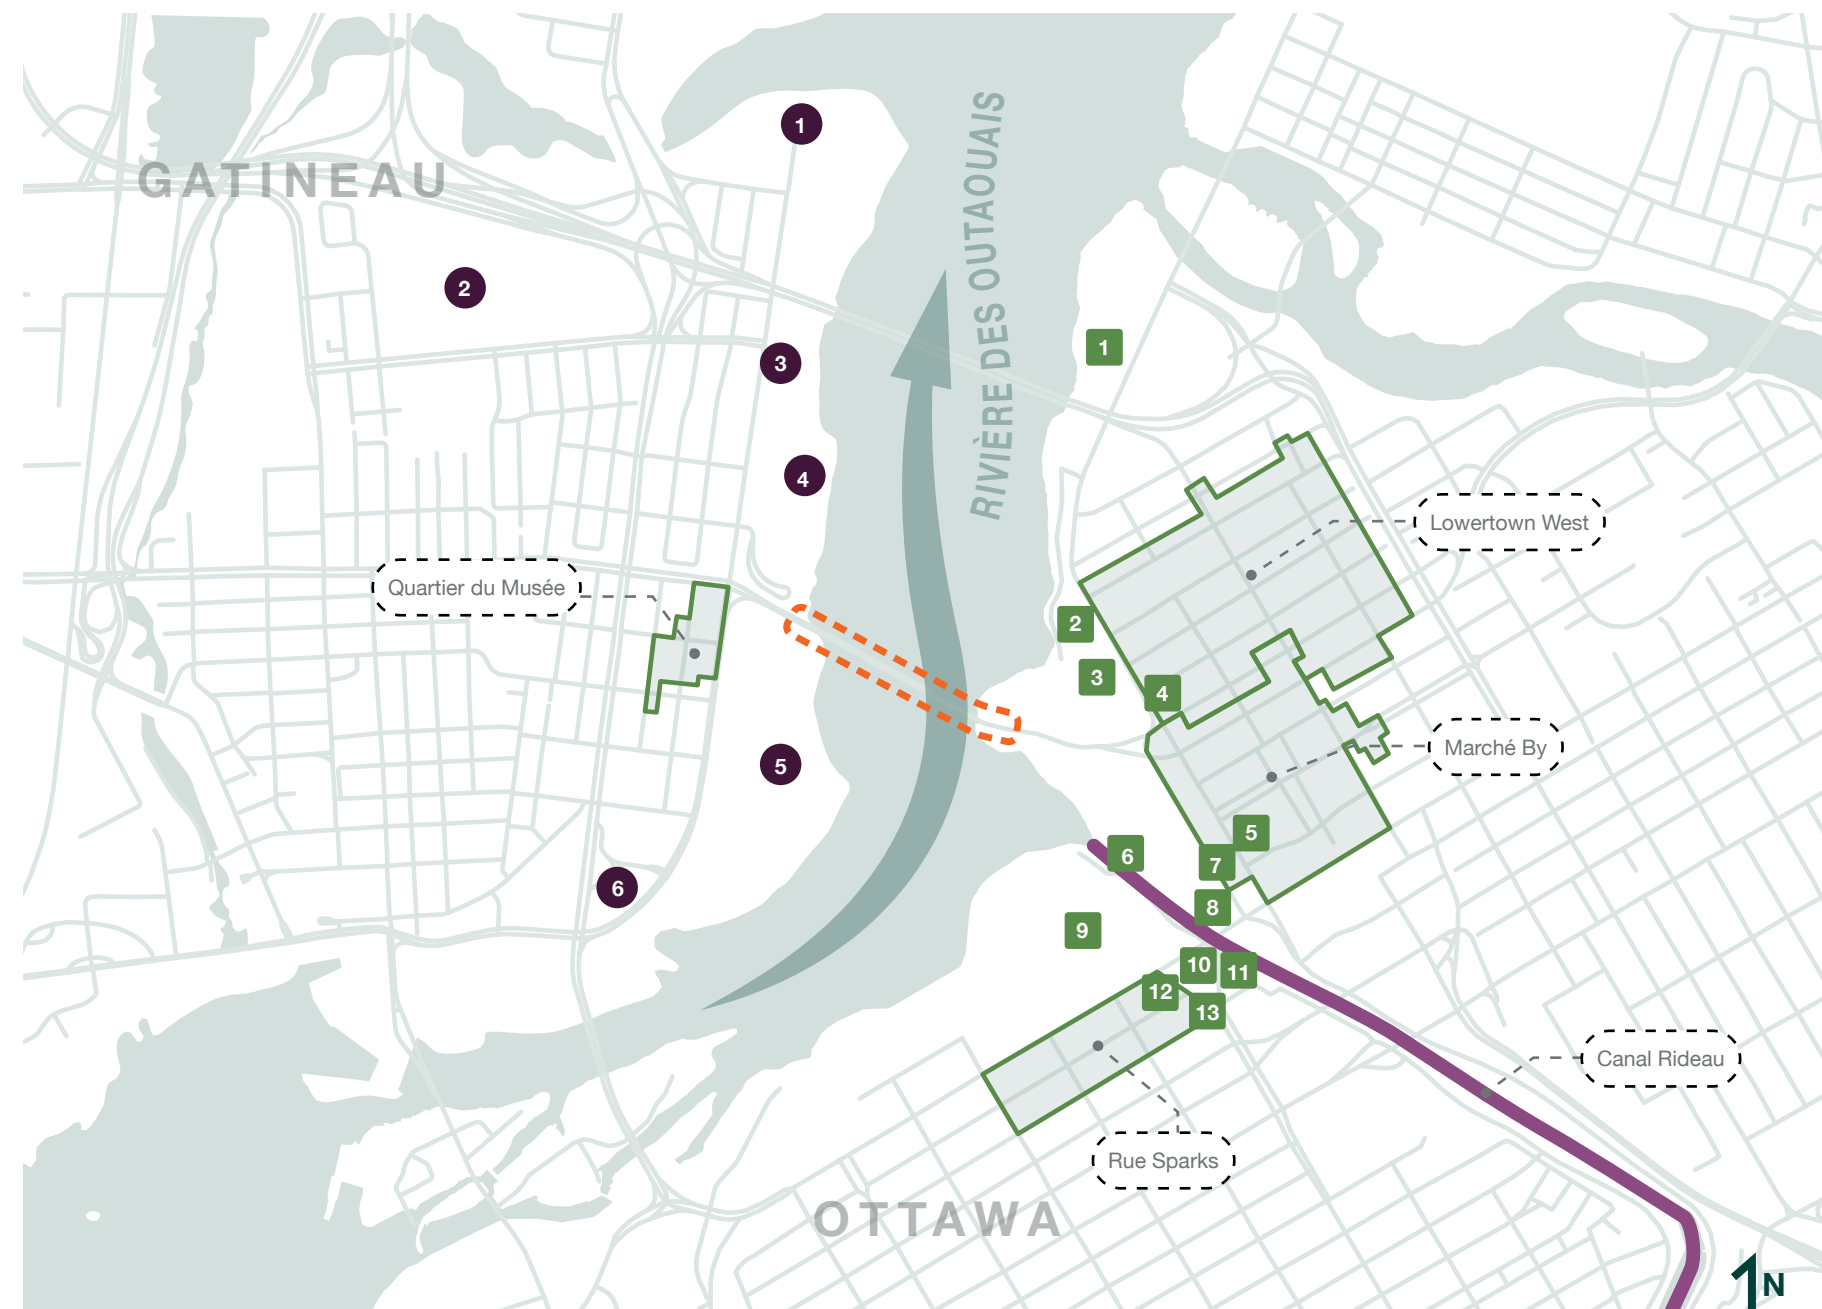 1
GATINEAU
RIVIÈRE DES OUTAOUAIS
2
3
1
4
Lowertown West
Quartier du Musée
2
3
4
Marché By
5
5
6
7
6
8
9
10
11
12
13
Canal Rideau
Rue Sparks
OTTAWA
N